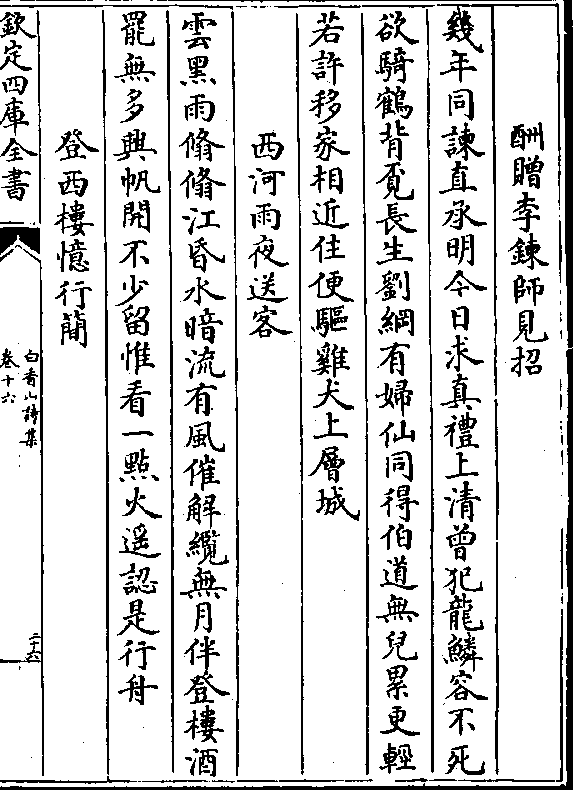 酬贈李錬師見招
幾年同諫直承明今日求真禮上清曾犯龍鱗容不死
欲騎鶴背覓長生劉綱有婦仙同得伯道無兒累更輕
若許移家相近住便驅雞犬上層城
西河雨夜送客
雲黑雨翛翛江昏水暗流有風催解纜無月伴登樓酒
罷無多興帆開不少留惟看一點火遥認是行舟
登西樓憶行簡
欽定四庫全書
白香山詩集
卷十六
二十六